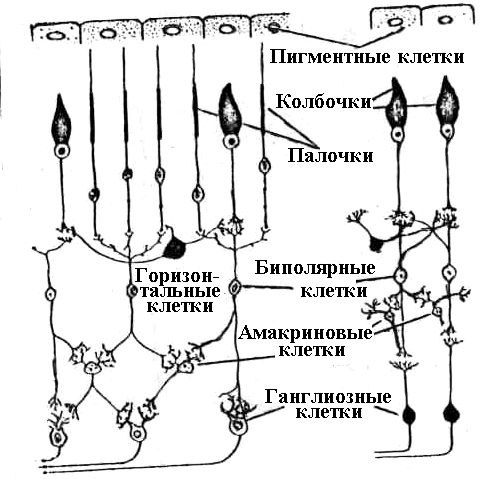 Пигментные клетки
Колбочки
Палочки
Горизон-
тальные
клетки
Биполярные
клетки
Амакриновые
клетки
Ганглиозные
клетки